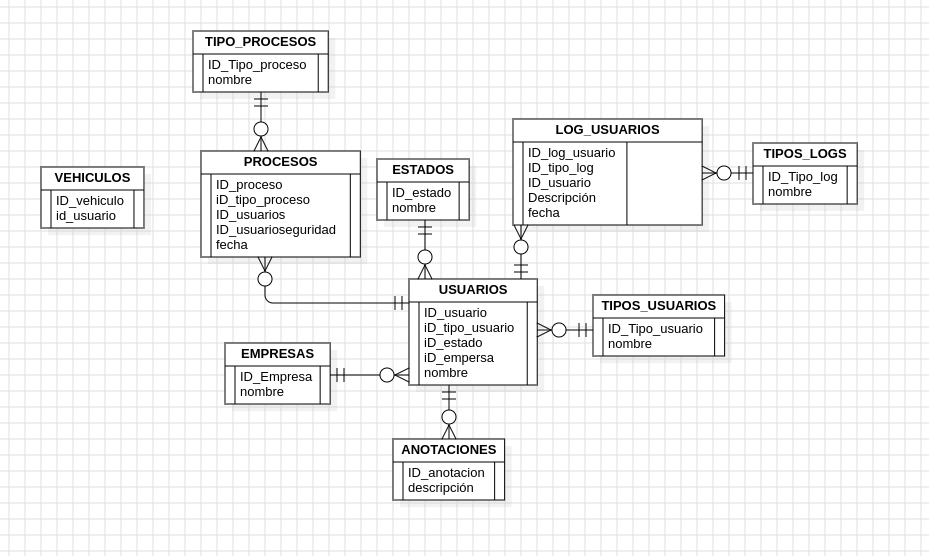 TIPO_PROCESOS
ID_Tipo_proceso
nombre
VEHICULOS
ID_vehiculo
id_usuario
PROCESOS
ID_proceso
iD_tipo_proceso
ID_usuarios
ID_usuarioseguridad
fecha
ESTADOS
ID_estado
nombre
LOG_USUARIOS
ID_log_usuario
ID_tipo_log
ID_usuario
Descripción
fecha
TIPOS_LOGS
ID_Tipo_log
nombre
USUARIOS
ID_usuario
iD_tipo_usuario
iD_estado
iD_empersa
nombre
TIPOS_USUARIOS
ID_Tipo_usuario
nombre
EMPRESAS
ID_Empresa
nombre
ANOTACIONES
ID_anotacion
descripción